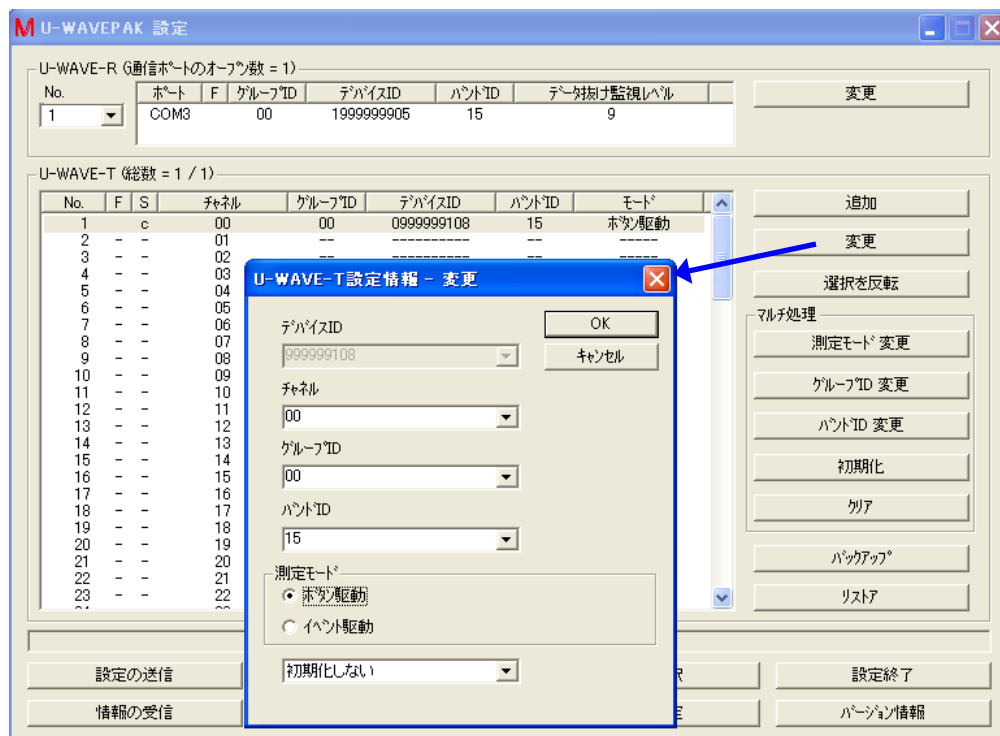 U-WAVEPAK 設定
U-WAVE-R (通信ポートのオープン数 = 1)
No. ポート F グループID デバイスID バンドID データ抜け監視レベル 変更
1 COM3 00 1999999905 15 9
U-WAVE-T (総数 = 1 / 1)
No. F S チャネル グループID デバイスID バンドID モード 追加
1 c 00 00 0999999108 15 ボタン駆動
2 - - 01 -- ---------- -- -----
変更
3 - - 02 -- ---------- -- -----
4 - - 03
5 - - 04
6 - - 05
7 - - 06
8 - - 07
9 - - 08
10 - - 09
11 - - 10
12 - - 11
13 - - 12
14 - - 13
15 - - 14
16 - - 15
17 - - 16
18 - - 17
19 - - 18
20 - - 19
21 - - 20
22 - - 21
23 - - 22
U-WAVE-T設定情報 - 変更
デバイスID
999999108
チャネル
00
グループID
00
バンドID
15
測定モード
ボタン駆動
イベント駆動
初期化しない
OK
キャンセル
選択を反転
マルチ処理
測定モード 変更
グループID 変更
バンドID 変更
初期化
クリア
バックアップ
リストア
設定の送信
設定終了
情報の受信
バージョン情報